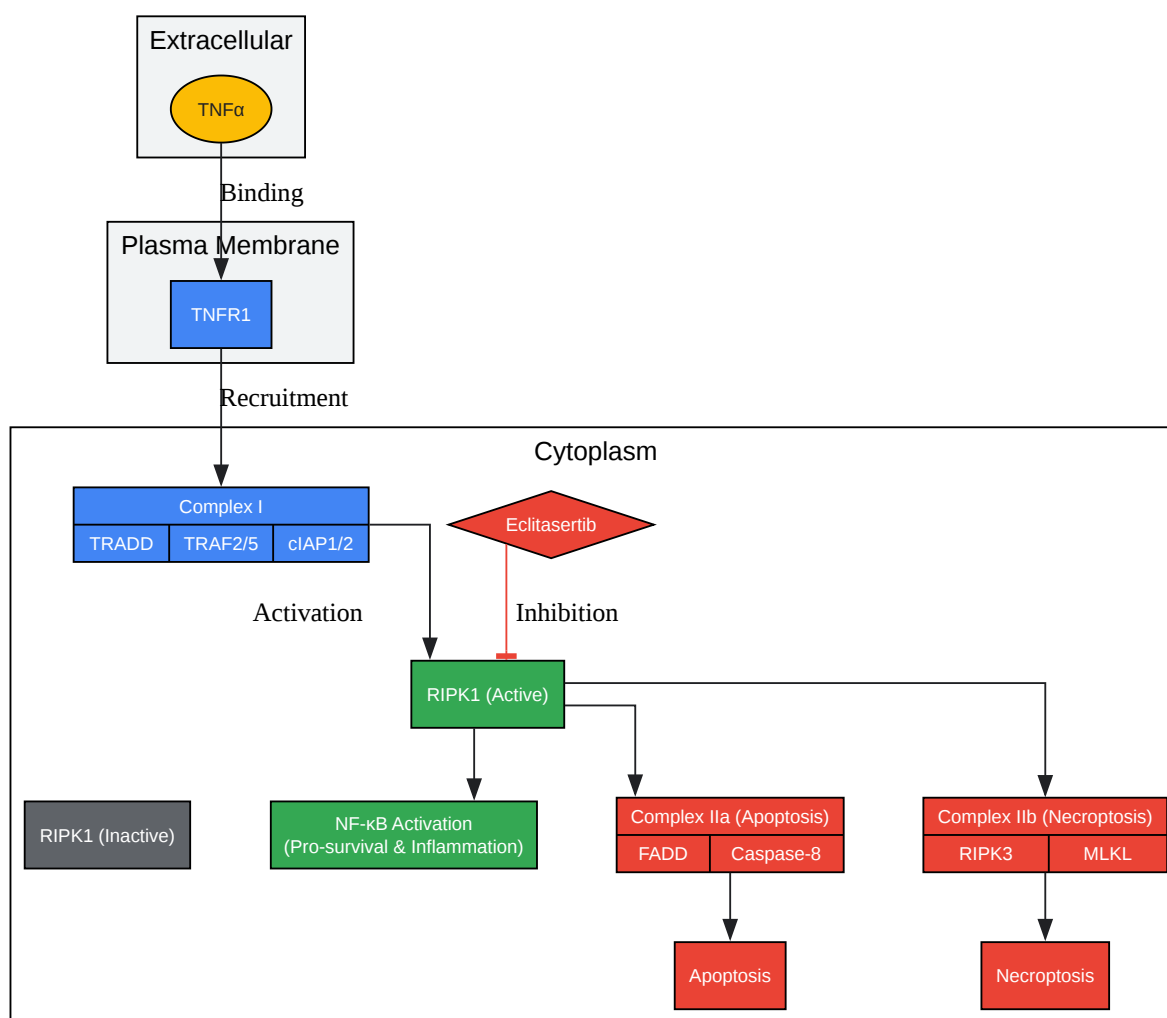 Extracellular
TNFα
Binding
Plasma Membrane
TNFR1
Recruitment
Cytoplasm
Complex I
TRADD
TRAF2/5
cIAP1/2
Eclitasertib
Activation
Inhibition
RIPK1 (Active)
RIPK1 (Inactive)
NF-κB Activation
(Pro-survival & Inflammation)
Complex IIa (Apoptosis)
FADD
Caspase-8
Complex IIb (Necroptosis)
RIPK3
MLKL
Apoptosis
Necroptosis